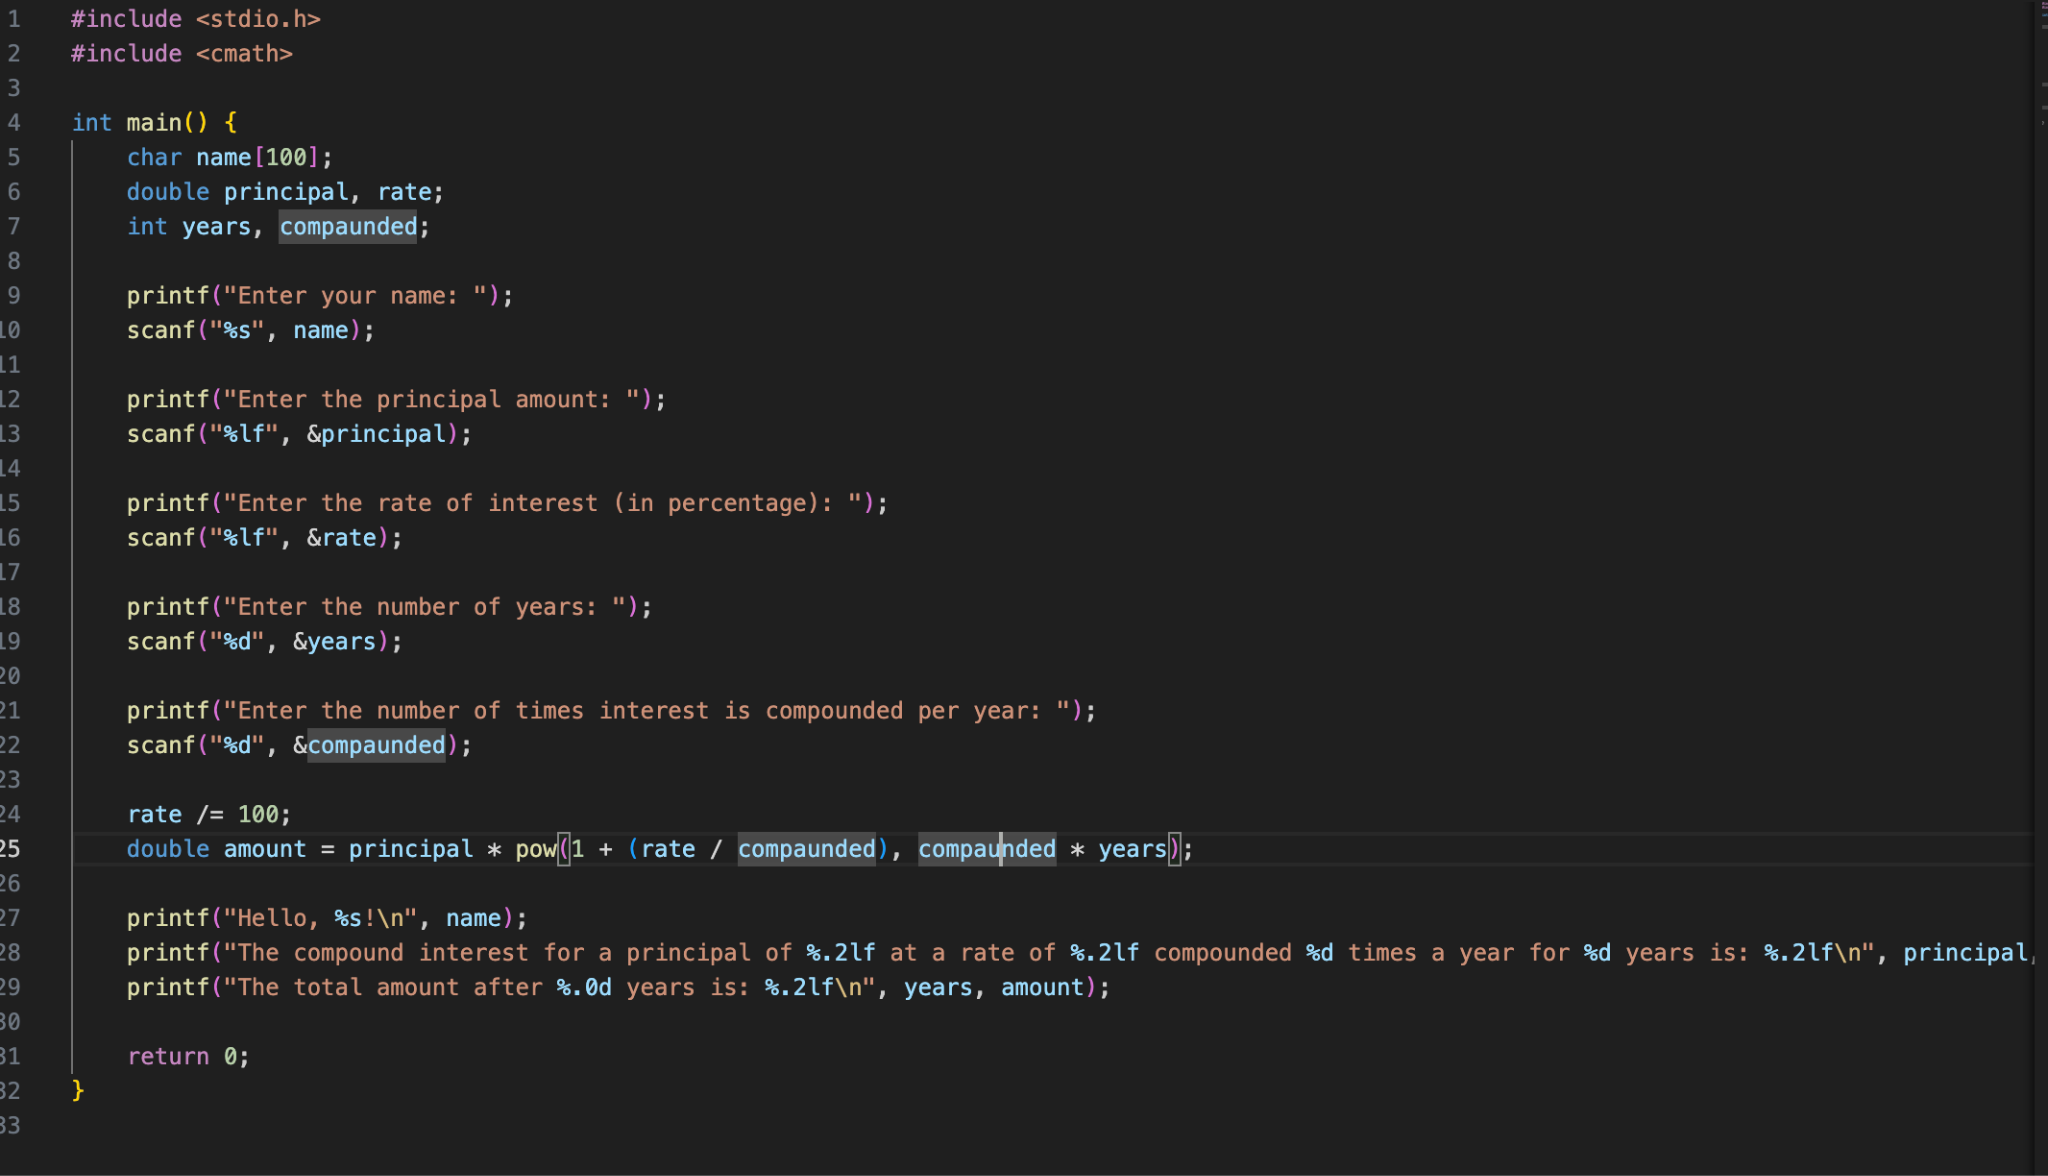 1 #include <stdio.h>
2 #include <cmath>
3
4 int main() {
5 char name[100];
6 double principal, rate;
7 int years, compaunded;
8
9 printf("Enter your name: ");
10 scanf("%s", name);
11
12 printf("Enter the principal amount: ");
13 scanf("%lf", &principal);
14
15 printf("Enter the rate of interest (in percentage): ");
16 scanf("%lf", &rate);
17
18 printf("Enter the number of years: ");
19 scanf("%d", &years);
20
21 printf("Enter the number of times interest is compounded per year: ");
22 scanf("%d", &compaunded);
23
24 rate /= 100;
25 double amount = principal * pow(1 + (rate / compaunded), compaunded * years);
26
27 printf("Hello, %s!\n", name);
28 printf("The compound interest for a principal of %.2lf at a rate of %.2lf compounded %d times a year for %d years is: %.2lf\n", principal,
29 printf("The total amount after %.0d years is: %.2lf\n", years, amount);
30
31 return 0;
32 }
33